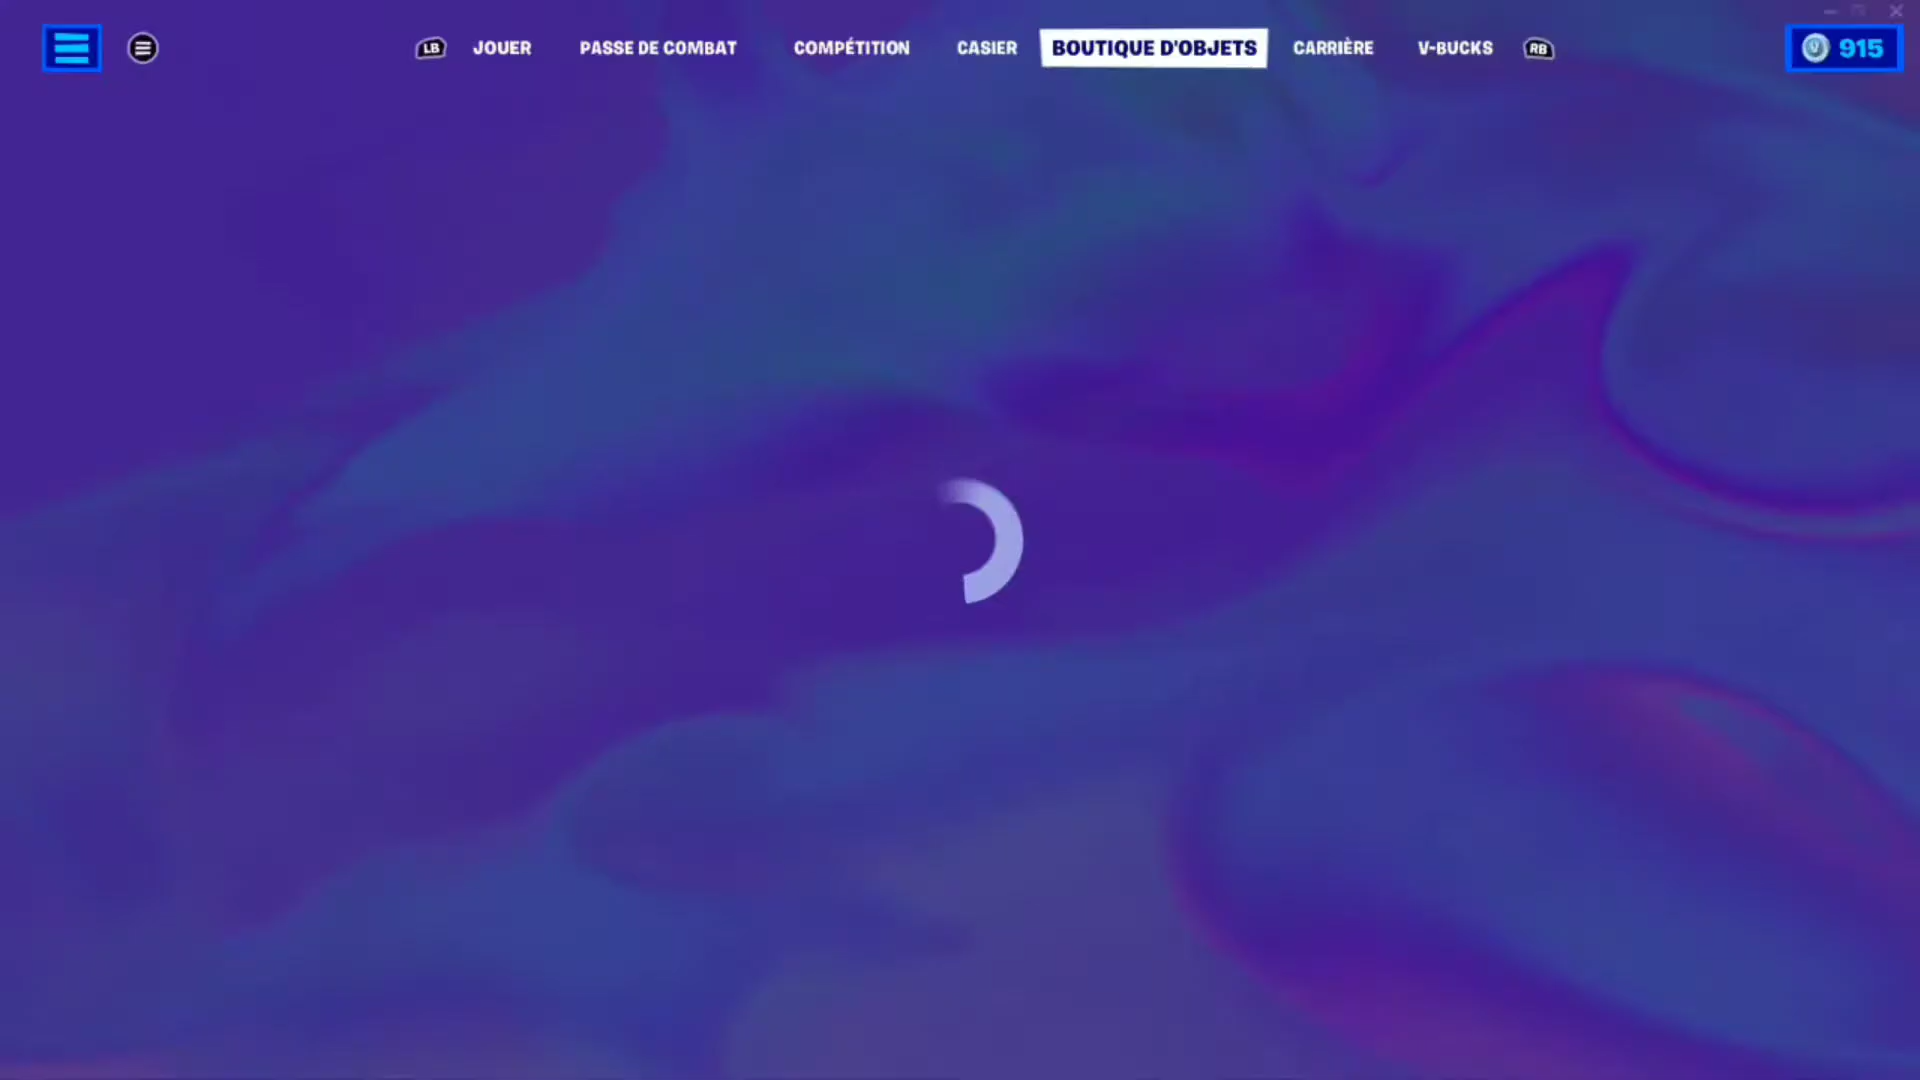 LB JOUER PASSE DE COMBAT COMPÉTITION CASIER BOUTIQUE D'OBJETS CARRIÈRE V-BUCKS RB 915